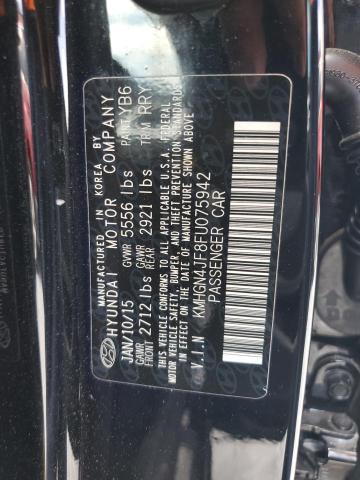 MADE IN KOREA BY
HYUNDAI MOTOR COMPANY
JAN/10/15 GVWR 5556 lbs PAINT YB6
GAWR FRONT 2712 lbs GAWR REAR 2921 lbs TRIM RRY
THIS VEHICLE CONFORMS TO ALL APPLICABLE U.S.A. FEDERAL
MOTOR VEHICLE SAFETY, BUMPER, AND THEFT PREVENTION STANDARDS
IN EFFECT ON THE DATE OF MANUFACTURE SHOWN ABOVE.
V.I.N KMHGN4JF8FU075942
PASSENGER CAR